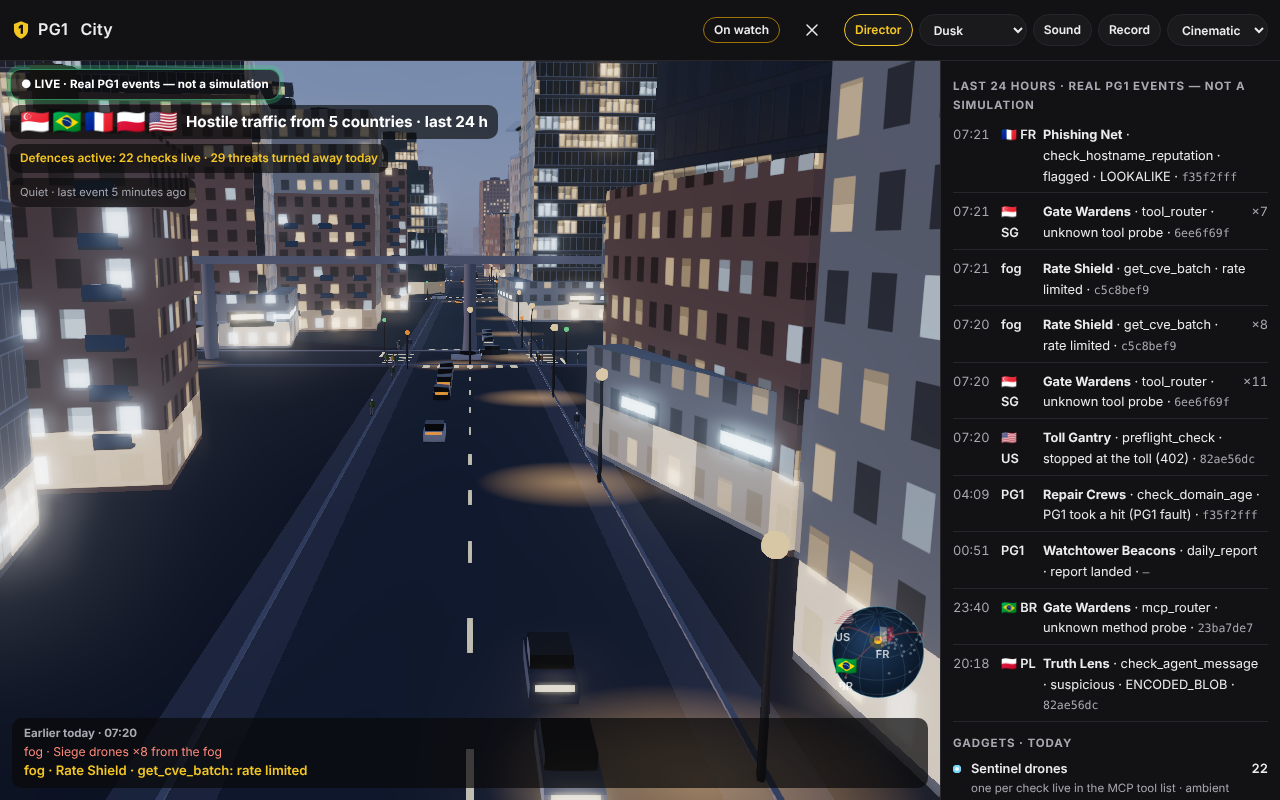 PG1 City
On watch
Director
Dusk
Sound
Record
Cinematic
LIVE · Real PG1 events — not a simulation
Hostile traffic from 5 countries · last 24 h
Defences active: 22 checks live · 29 threats turned away today
Quiet · last event 5 minutes ago
US
FR
Earlier today · 07:20
fog · Siege drones ×8 from the fog
fog · Rate Shield · get_cve_batch: rate limited
LAST 24 HOURS · REAL PG1 EVENTS — NOT A
SIMULATION
07:21 FR Phishing Net ·
check_hostname_reputation ·
flagged · LOOKALIKE · f35f2fff
07:21 SG Gate Wardens · tool_router · ×7
unknown tool probe · 6ee6f69f
07:21 fog Rate Shield · get_cve_batch · rate
limited · c5c8bef9
07:20 fog Rate Shield · get_cve_batch · ×8
rate limited · c5c8bef9
07:20 SG Gate Wardens · tool_router · ×11
unknown tool probe · 6ee6f69f
07:20 US Toll Gantry · preflight_check ·
stopped at the toll (402) · 82ae56dc
04:09 PG1 Repair Crews · check_domain_age ·
PG1 took a hit (PG1 fault) · f35f2fff
00:51 PG1 Watchtower Beacons · daily_report
· report landed · —
23:40 BR Gate Wardens · mcp_router ·
unknown method probe · 23ba7de7
20:18 PL Truth Lens · check_agent_message
· suspicious · ENCODED_BLOB ·
82ae56dc
GADGETS · TODAY
Sentinel drones 22
one per check live in the MCP tool list · ambient